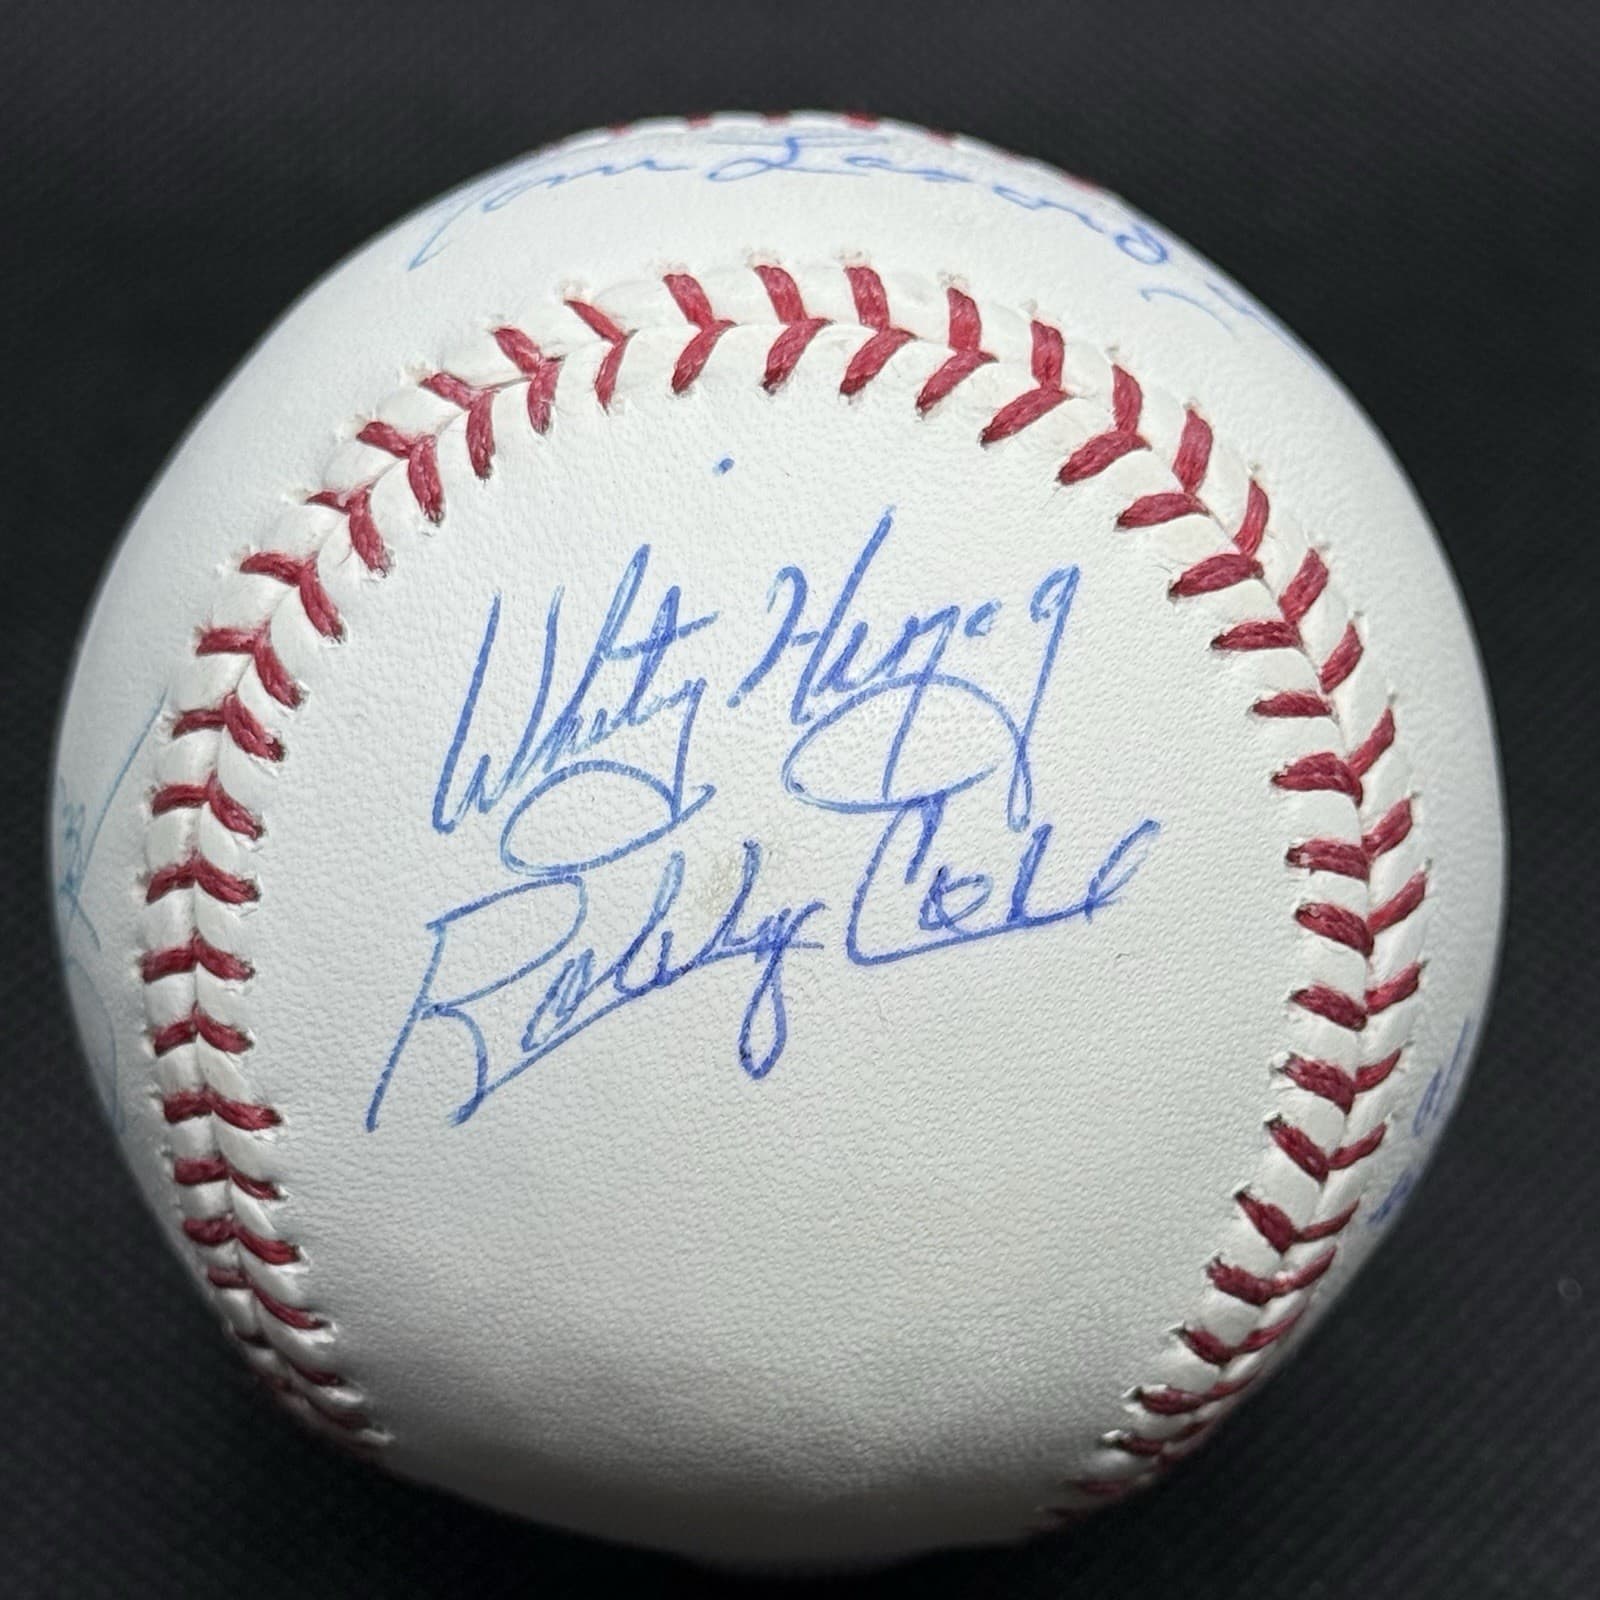 Tom Lasorda
Whitey Herzog
Bobby Cox